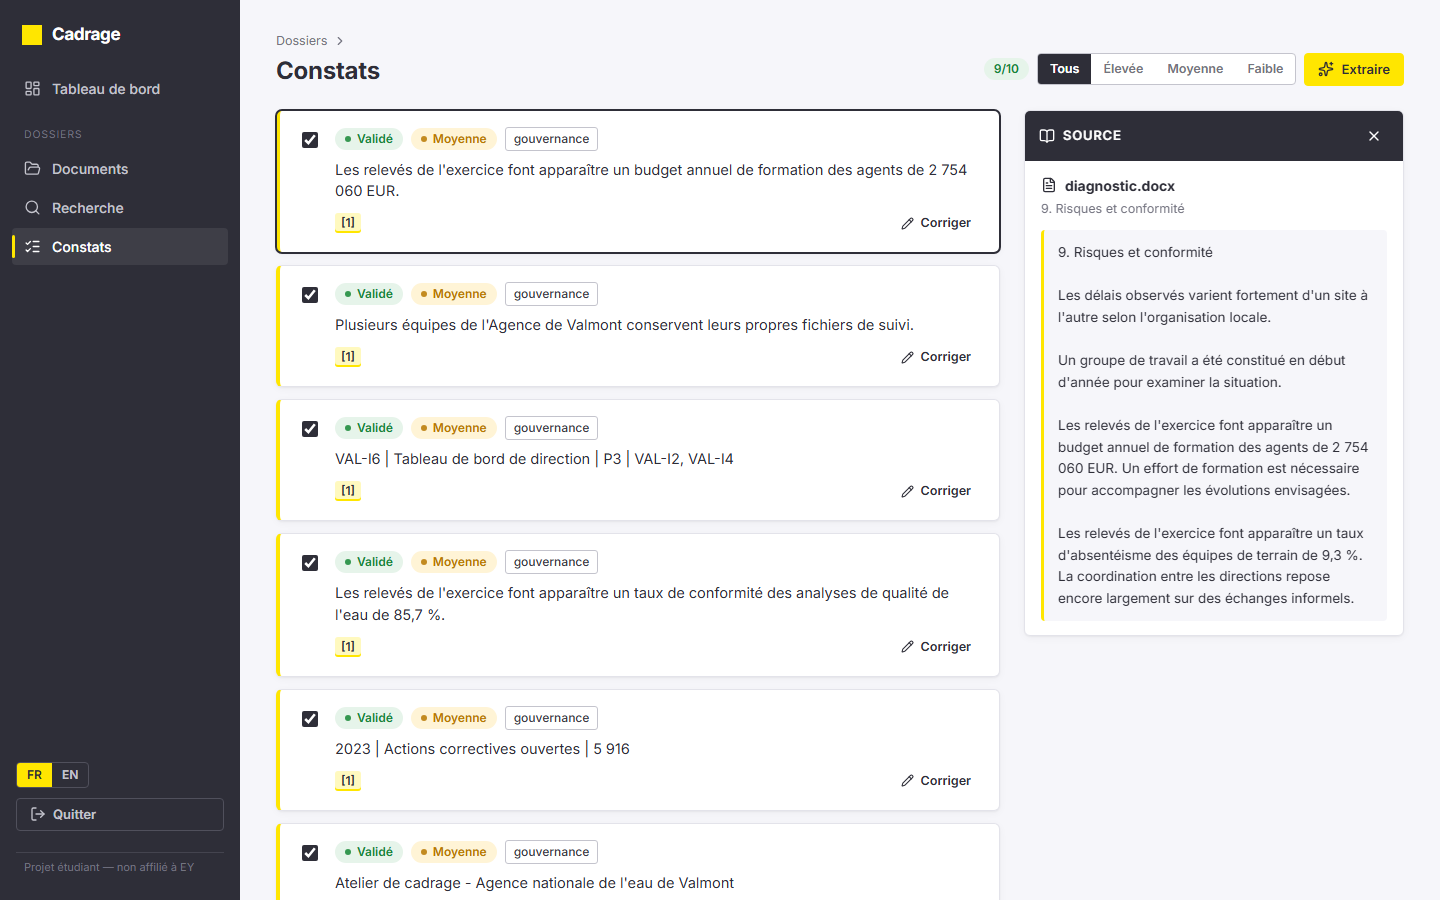 Cadrage
Tableau de bord
DOSSIERS
Documents
Recherche
Constats
FR EN
Quitter
Projet étudiant — non affilié à EY
Dossiers
Constats
9/10
Tous Élevée Moyenne Faible
Extraire
Validé Moyenne gouvernance
Les relevés de l'exercice font apparaître un budget annuel de formation des agents de 2 754
060 EUR.
[1]
Corriger
Validé Moyenne gouvernance
Plusieurs équipes de l'Agence de Valmont conservent leurs propres fichiers de suivi.
[1]
Corriger
Validé Moyenne gouvernance
VAL-I6 | Tableau de bord de direction | P3 | VAL-I2, VAL-I4
[1]
Corriger
Validé Moyenne gouvernance
Les relevés de l'exercice font apparaître un taux de conformité des analyses de qualité de
l'eau de 85,7 %.
[1]
Corriger
Validé Moyenne gouvernance
2023 | Actions correctives ouvertes | 5 916
[1]
Corriger
Validé Moyenne gouvernance
Atelier de cadrage - Agence nationale de l'eau de Valmont
SOURCE
diagnostic.docx
9. Risques et conformité
9. Risques et conformité
Les délais observés varient fortement d'un site à
l'autre selon l'organisation locale.
Un groupe de travail a été constitué en début
d'année pour examiner la situation.
Les relevés de l'exercice font apparaître un
budget annuel de formation des agents de 2 754
060 EUR. Un effort de formation est nécessaire
pour accompagner les évolutions envisagées.
Les relevés de l'exercice font apparaître un taux
d'absentéisme des équipes de terrain de 9,3 %.
La coordination entre les directions repose
encore largement sur des échanges informels.